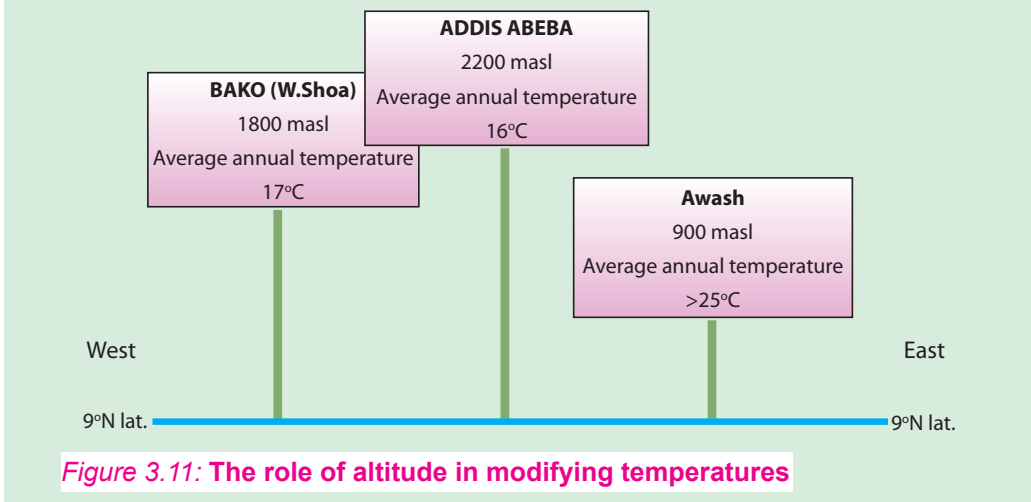 ADDIS ABEBA
2200 masl
Average annual temperature
16°C
BAKO (W.Shoa)
1800 masl
Average annual temperature
17°C
Awash
900 masl
Average annual temperature
>25°C
West
East
9°N lat.
9°N lat.
Figure 3.11: The role of altitude in modifying temperatures